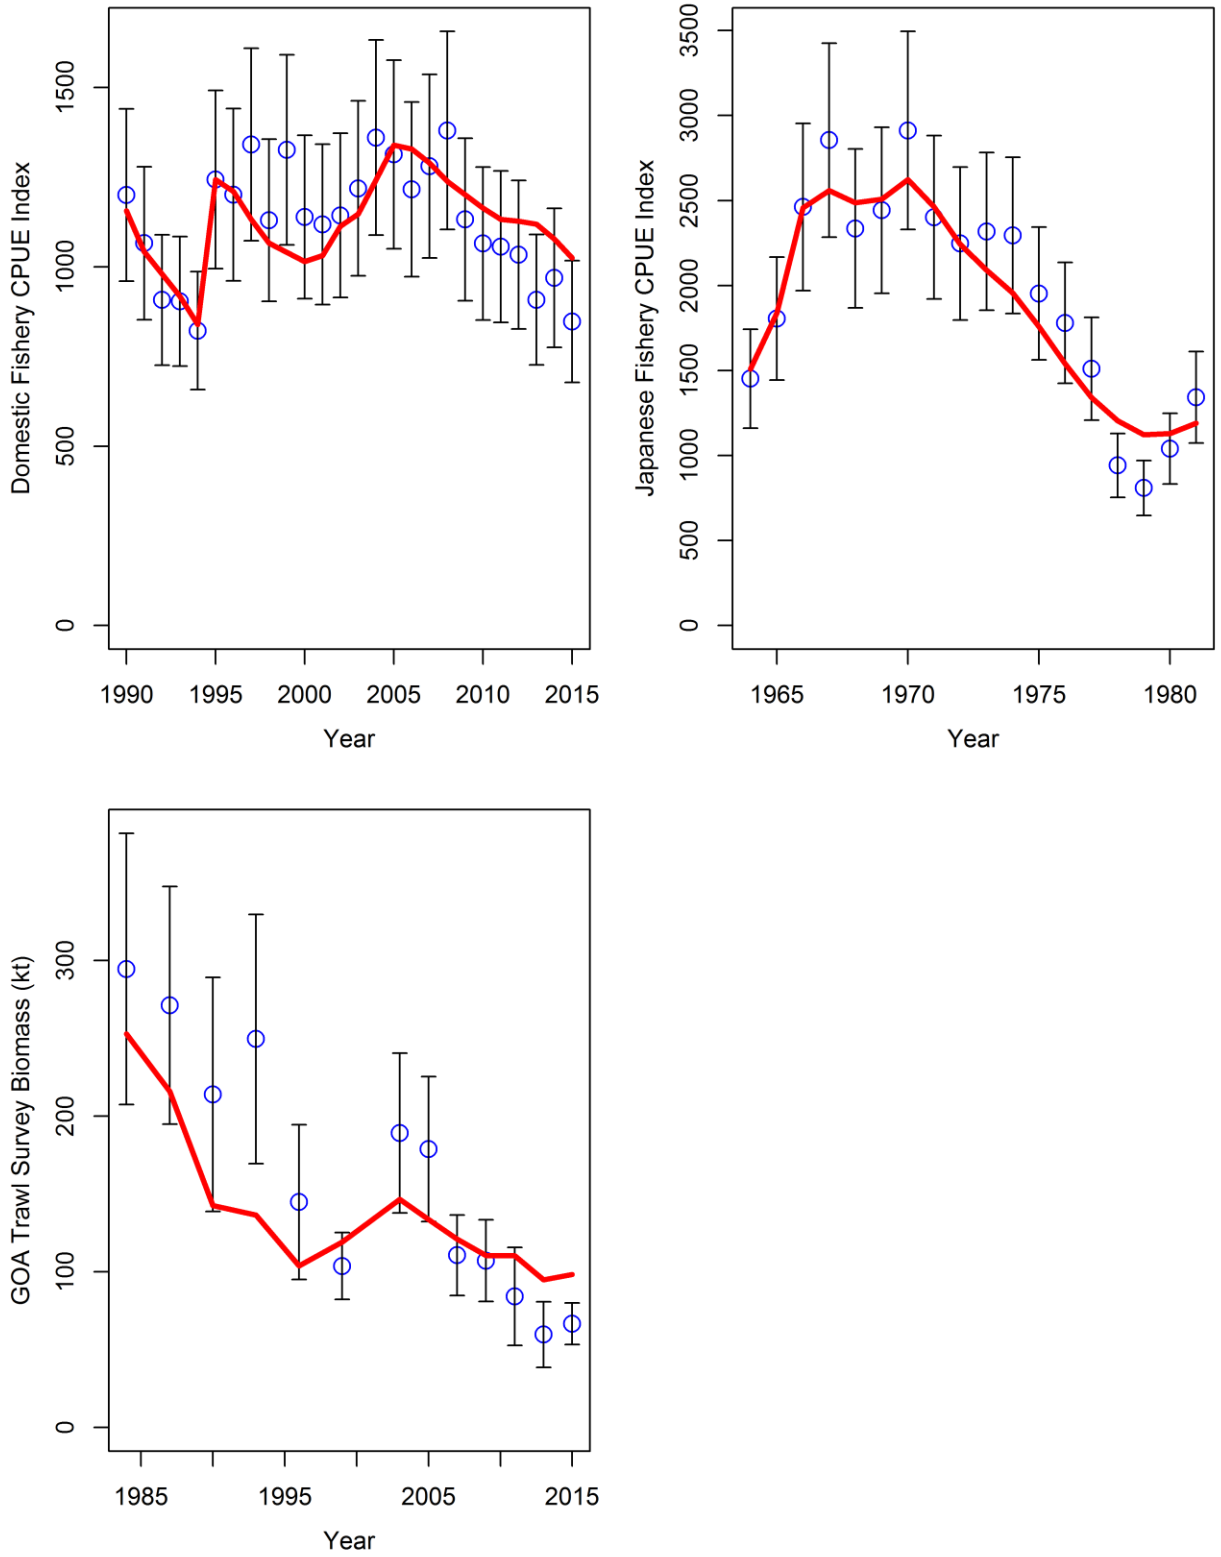 Domestic Fishery CPUE Index
0 500 1000 1500
1990 1995 2000 2005 2010 2015
Year
Japanese Fishery CPUE Index
0 500 1000 1500 2000 2500 3000 3500
1965 1970 1975 1980
Year
GOA Trawl Survey Biomass (kt)
0 100 200 300
1985 1995 2005 2015
Year